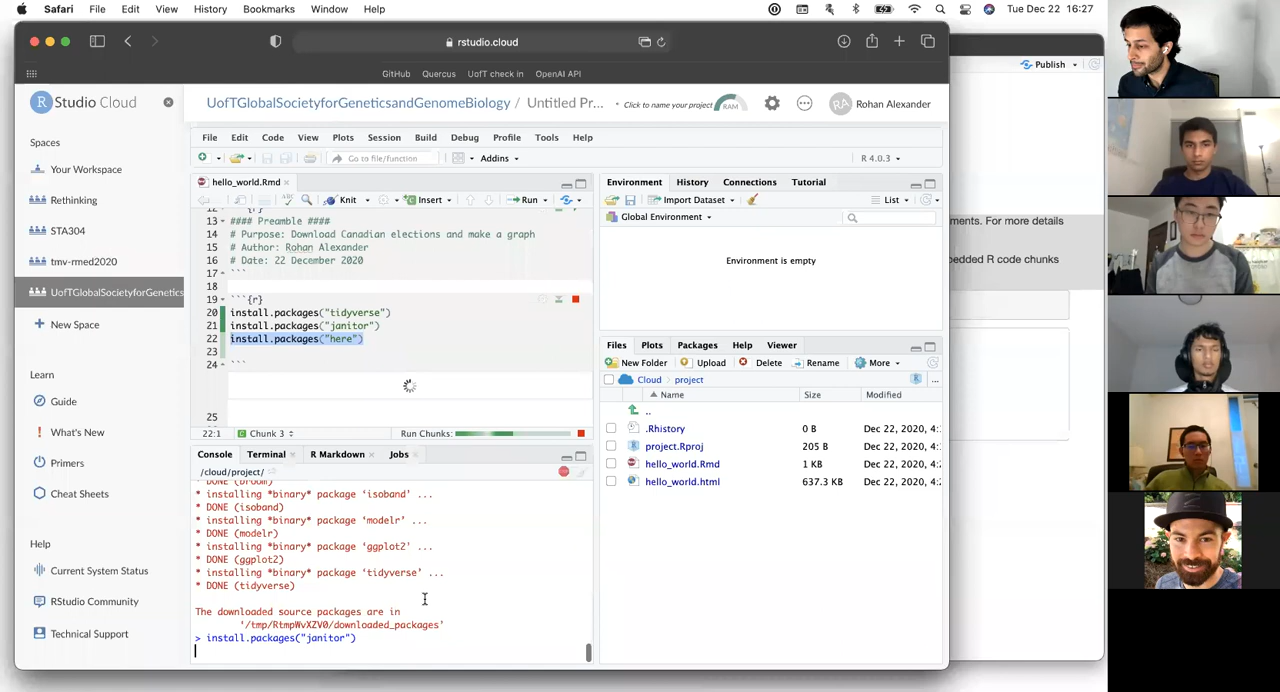 Safari File Edit View History Bookmarks Window Help Tue Dec 22 16:27
rstudio.cloud
GitHub Quercus UofT check in OpenAI API
R Studio Cloud
UofTGlobalSocietyforGeneticsandGenomeBiology / Untitled Pr... Click to name your project RAM RA Rohan Alexander
Publish
Spaces
Your Workspace
Rethinking
STA304
tmv-rmed2020
UofTGlobalSocietyforGenetics
New Space
Learn
Guide
What's New
Primers
Cheat Sheets
Help
Current System Status
RStudio Community
Technical Support
File Edit Code View Plots Session Build Debug Profile Tools Help
Go to file/function Addins R 4.0.3
hello_world.Rmd
Knit Insert Run
13 #### Preamble ####
14 # Purpose: Download Canadian elections and make a graph
15 # Author: Rohan Alexander
16 # Date: 22 December 2020
17 ```
18
19 ```{r}
20 install.packages("tidyverse")
21 install.packages("janitor")
22 install.packages("here")
23
24 ```
25
22:1 Chunk 3 Run Chunks:
Console Terminal R Markdown Jobs
/cloud/project/
* DONE (broom)
* installing *binary* package ‘isoband’ ...
* DONE (isoband)
* installing *binary* package ‘modelr’ ...
* DONE (modelr)
* installing *binary* package ‘ggplot2’ ...
* DONE (ggplot2)
* installing *binary* package ‘tidyverse’ ...
* DONE (tidyverse)
The downloaded source packages are in
‘/tmp/RtmpWvXZV0/downloaded_packages’
> install.packages("janitor")
Environment History Connections Tutorial
Import Dataset List
Global Environment
Environment is empty
Files Plots Packages Help Viewer
New Folder Upload Delete Rename More
Cloud project ...
Name Size Modified
..
.Rhistory 0 B Dec 22, 2020, 4:
project.Rproj 205 B Dec 22, 2020, 4:
hello_world.Rmd 1 KB Dec 22, 2020, 4:2
hello_world.html 637.3 KB Dec 22, 2020, 4:2
ments. For more details
bedded R code chunks